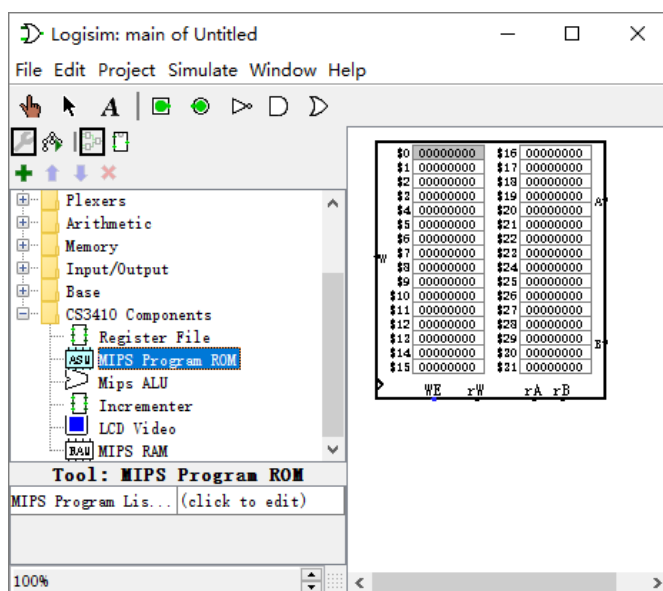 Logisim: main of Untitled
File Edit Project Simulate Window Help
A
Plexers
Arithmetic
Memory
Input/Output
Base
CS3410 Components
Register File
ASU MIPS Program ROM
Mips ALU
Incrementer
LCD Video
RAU MIPS RAM
Tool: MIPS Program ROM
MIPS Program Lis... (click to edit)
100%
$0 00000000 $16 00000000
$1 00000000 $17 00000000
$2 00000000 $18 00000000
$3 00000000 $19 00000000
$4 00000000 $20 00000000
$5 00000000 $21 00000000
$6 00000000 $22 00000000
$7 00000000 $23 00000000
$8 00000000 $24 00000000
$9 00000000 $25 00000000
$10 00000000 $26 00000000
$11 00000000 $27 00000000
$12 00000000 $28 00000000
$13 00000000 $29 00000000
$14 00000000 $30 00000000
$15 00000000 $31 00000000
W
A
B
WE rW rA rB